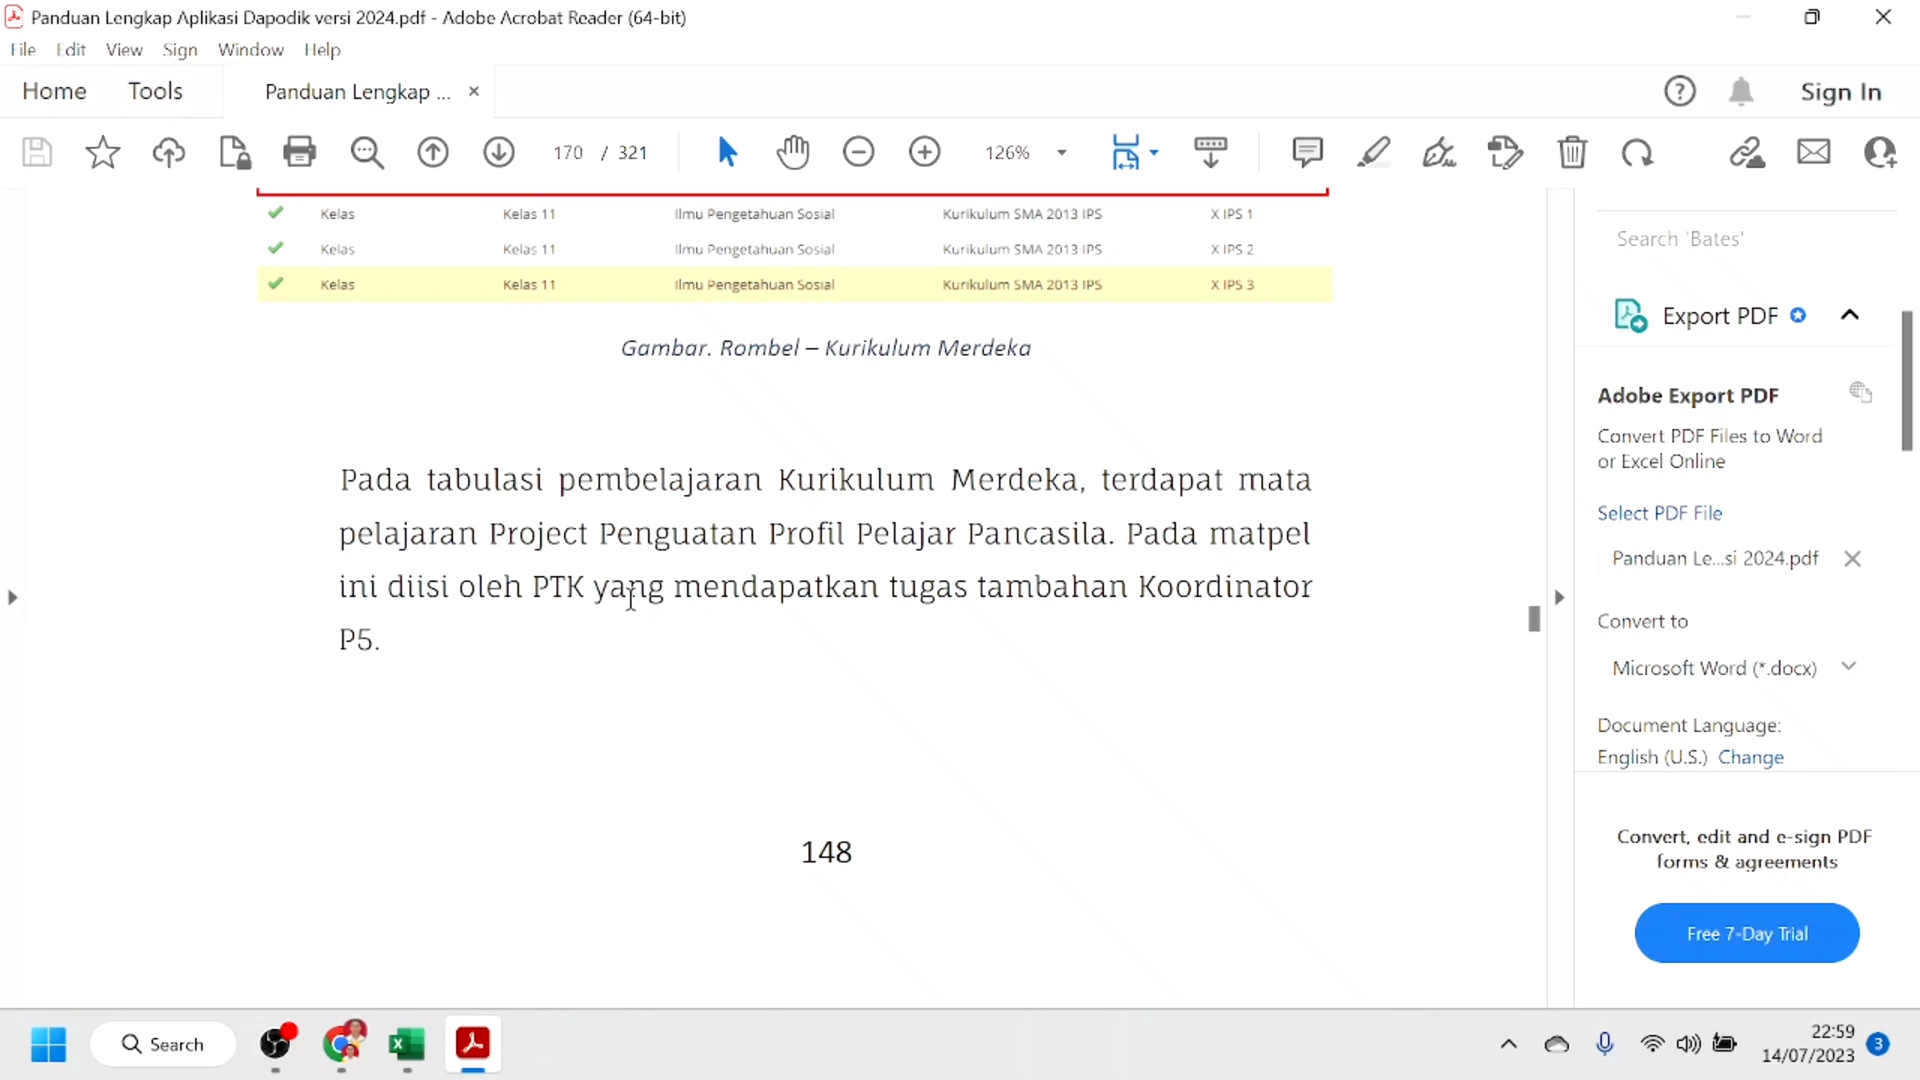 Panduan Lengkap Aplikasi Dapodik versi 2024.pdf - Adobe Acrobat Reader (64-bit)
File Edit View Sign Window Help
Home Tools Panduan Lengkap ... Sign In
170 / 321 126%
Kelas Kelas 11 Ilmu Pengetahuan Sosial Kurikulum SMA 2013 IPS X IPS 1
Kelas Kelas 11 Ilmu Pengetahuan Sosial Kurikulum SMA 2013 IPS X IPS 2
Kelas Kelas 11 Ilmu Pengetahuan Sosial Kurikulum SMA 2013 IPS X IPS 3
Gambar. Rombel – Kurikulum Merdeka
Pada tabulasi pembelajaran Kurikulum Merdeka, terdapat mata
pelajaran Project Penguatan Profil Pelajar Pancasila. Pada matpel
ini diisi oleh PTK yang mendapatkan tugas tambahan Koordinator
P5.
148
Search 'Bates'
Export PDF
Adobe Export PDF
Convert PDF Files to Word
or Excel Online
Select PDF File
Panduan Le...si 2024.pdf
Convert to
Microsoft Word (*.docx)
Document Language:
English (U.S.) Change
Convert, edit and e-sign PDF
forms & agreements
Free 7-Day Trial
Search
22:59
14/07/2023
3